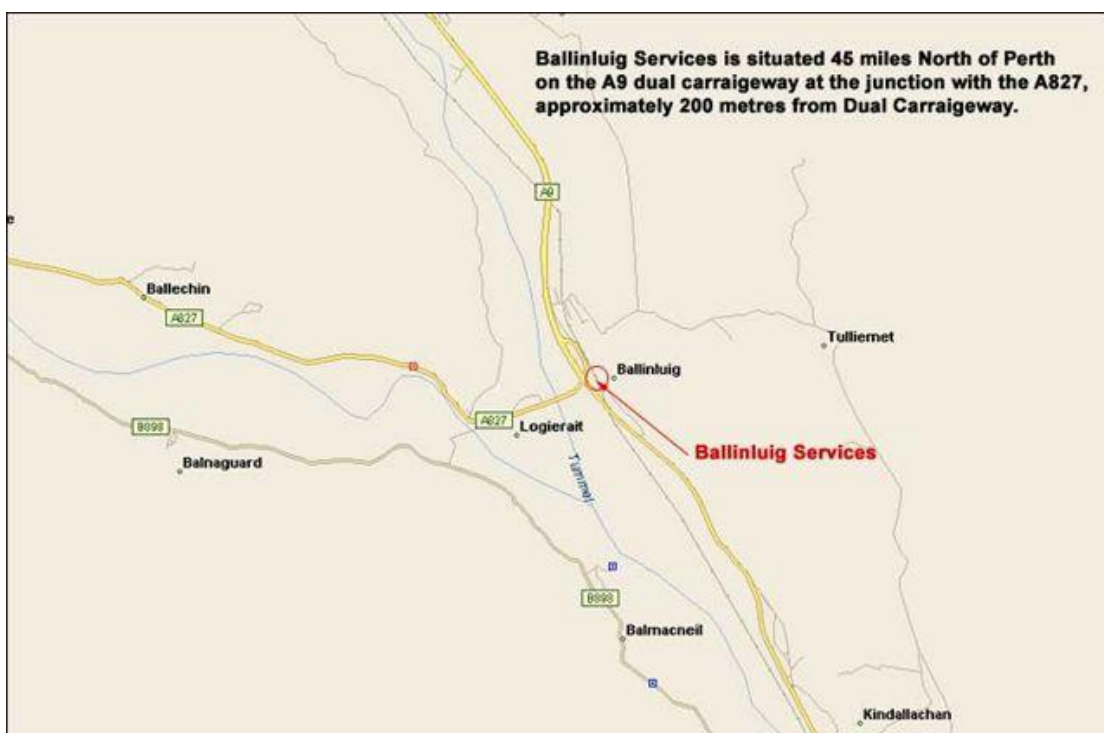 Ballinluig Services is situated 45 miles North of Perth
on the A9 dual carraigeway at the junction with the A827,
approximately 200 metres from Dual Carraigeway.
A9
e
Ballechin
A827
Tulliemet
Ballinluig
A827
Logierait
B898
Balnaguard
Ballinluig Services
Tummel
B898
Balmacneil
Kindallachan